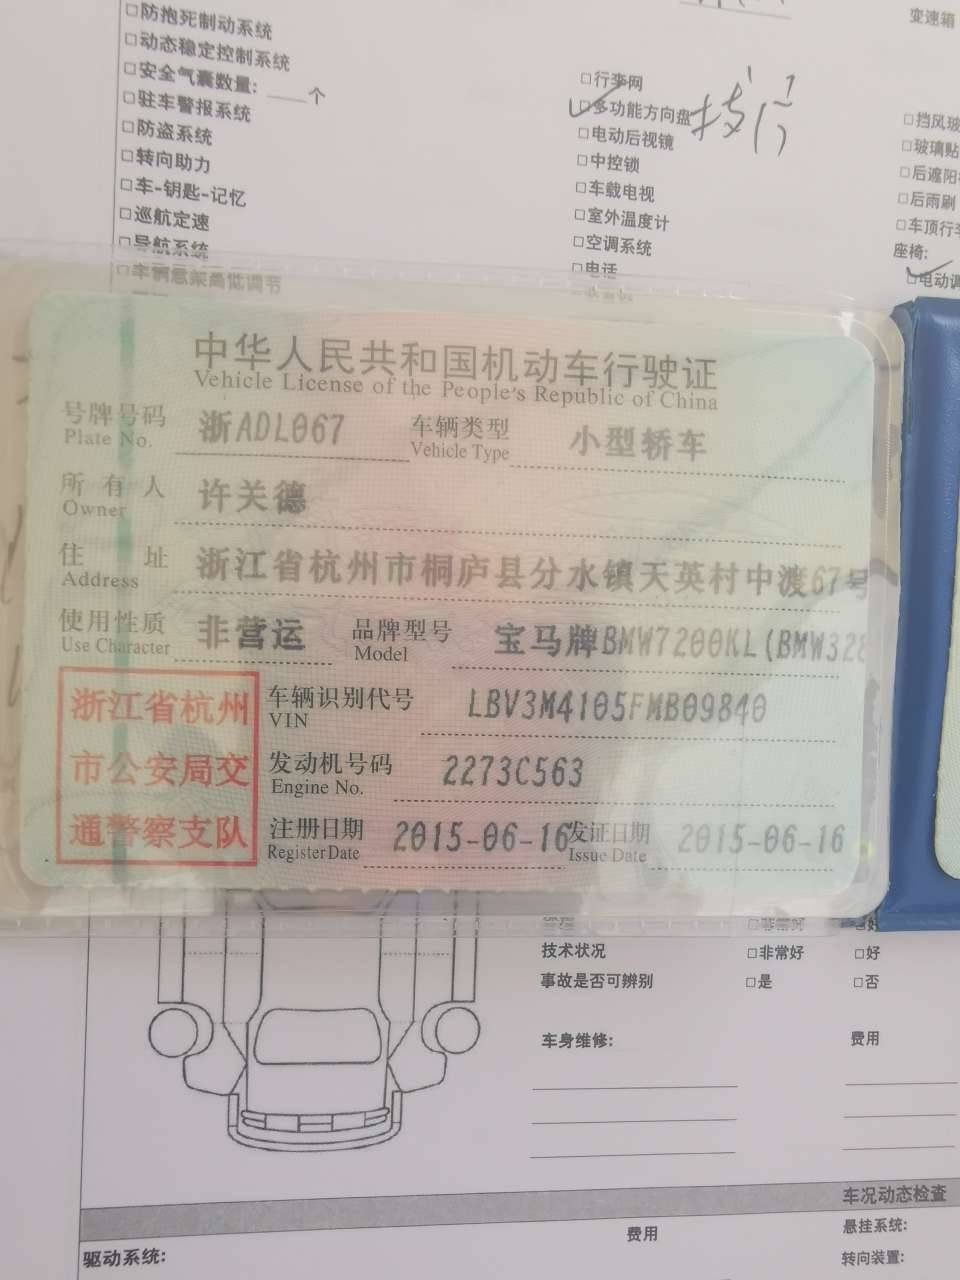 □防抱死制动系统
□动态稳定控制系统
□安全气囊数量：____个
□驻车警报系统
□防盗系统
□转向助力
□车-钥匙-记忆
□巡航定速
□导航系统
□车辆悬架高低调节
变速箱
□行李网
□多功能方向盘
□电动后视镜
□中控锁
□车载电视
□室外温度计
□空调系统
□电话
□挡风玻
□玻璃贴
□后遮阳
□后雨刷
□车顶行李
座椅:
□电动调
中华人民共和国机动车行驶证
Vehicle License of the People's Republic of China
号牌号码 浙ADL067 车辆类型 小型轿车
Plate No. Vehicle Type
所有人 许关德
Owner
住址 浙江省杭州市桐庐县分水镇天英村中渡67号
Address
使用性质 非营运 品牌型号 宝马牌BMW7200KL(BMW328
Use Character Model
浙江省杭州
市公安局交
通警察支队
车辆识别代号 LBV3M4105FMB09840
VIN
发动机号码 2273C563
Engine No.
注册日期 2015-06-16 发证日期 2015-06-16
Register Date Issue Date
□非常好 □好
技术状况 □非常好 □好
事故是否可辨别 □是 □否
车身维修: 费用
车况动态检查
费用 悬挂系统:
驱动系统: 转向装置: